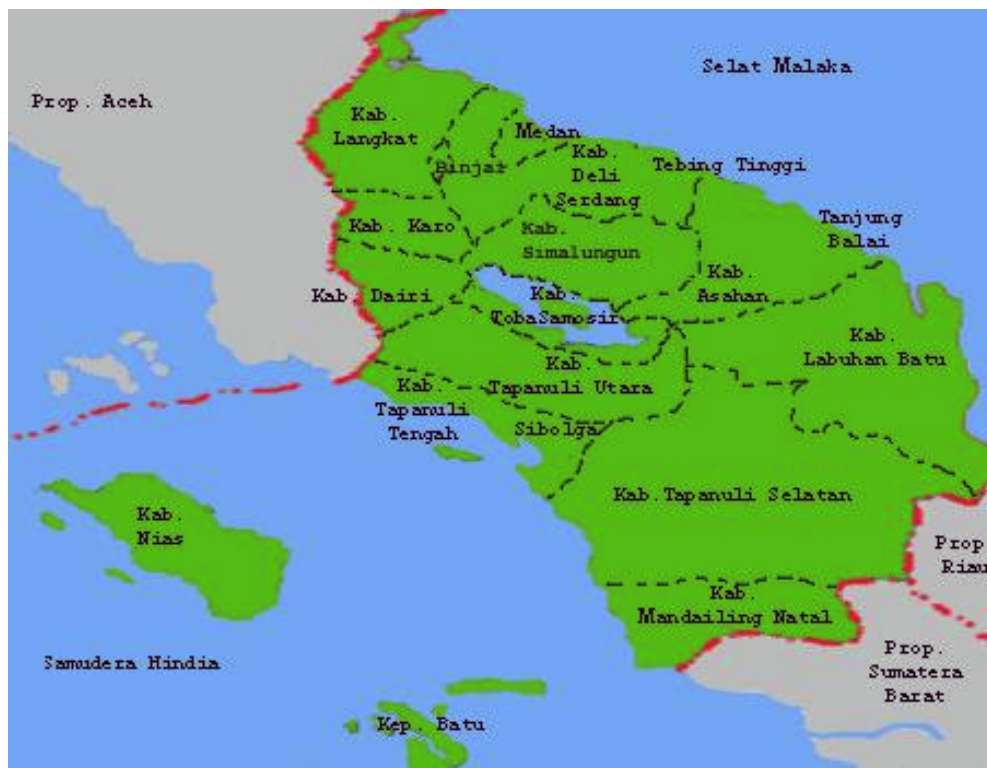 Selat Malaka
Prop. Aceh
Kab.
Langkat
Medan
Binjai
Kab.
Deli
Serdang
Tebing Tinggi
Tanjung
Balai
Kab. Karo
Kab.
Simalungun
Kab.
Asahan
Kab. Dairi
Kab.
TobaSamosir
Kab.
Labuhan Batu
Kab.
Tapanuli Utara
Kab.
Tapanuli
Tengah
Sibolga
Kab.Tapanuli Selatan
Kab.
Nias
Prop
Riau
Kab.
Mandailing Natal
Samudera Hindia
Prop.
Sumatera
Barat
Kep. Batu